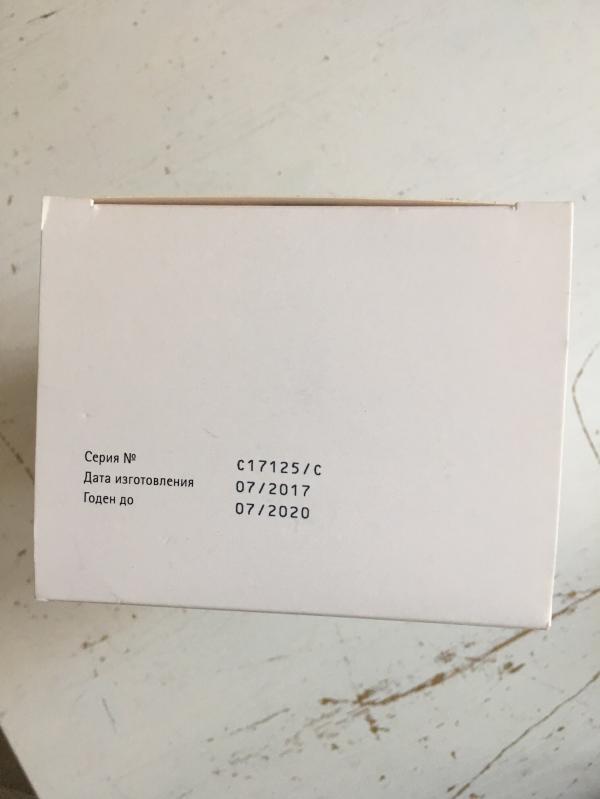 Серия № C17125/C
Дата изготовления 07/2017
Годен до 07/2020